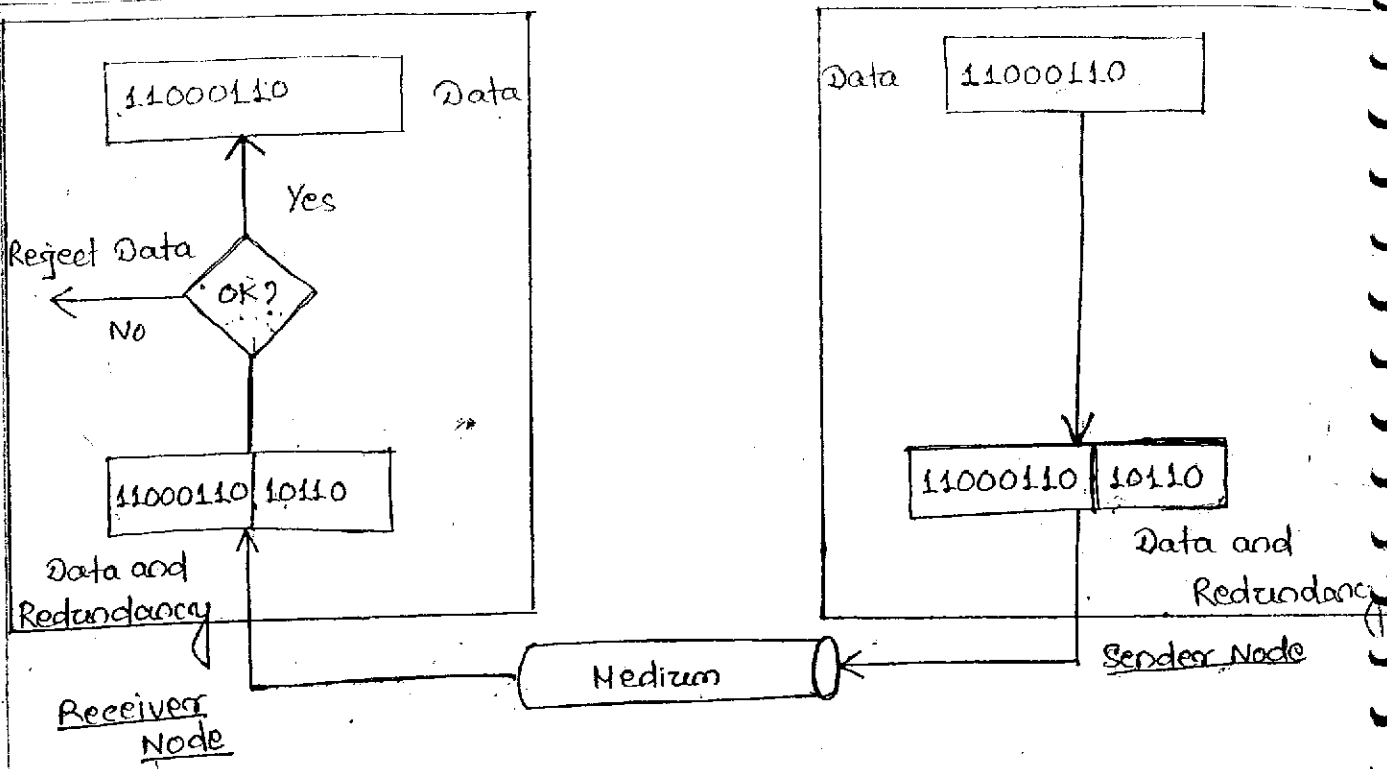 11000110
Data
Yes
Reject Data
OK?
No
11000110 10110
Data and
Redundancy
Receiver
Node
Medium
Data
11000110
11000110 10110
Data and
Redundancy
Sender Node